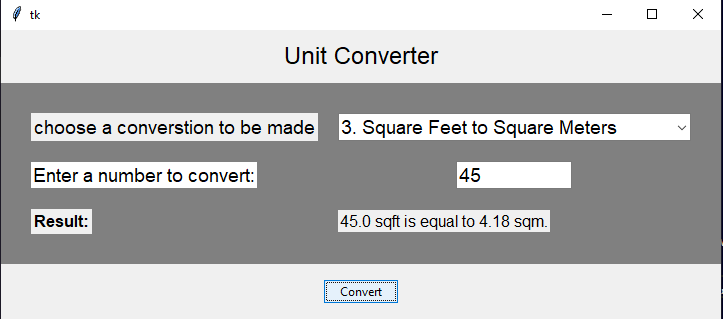 tk
Unit Converter
choose a converstion to be made
3. Square Feet to Square Meters
Enter a number to convert:
45
Result:
45.0 sqft is equal to 4.18 sqm.
Convert